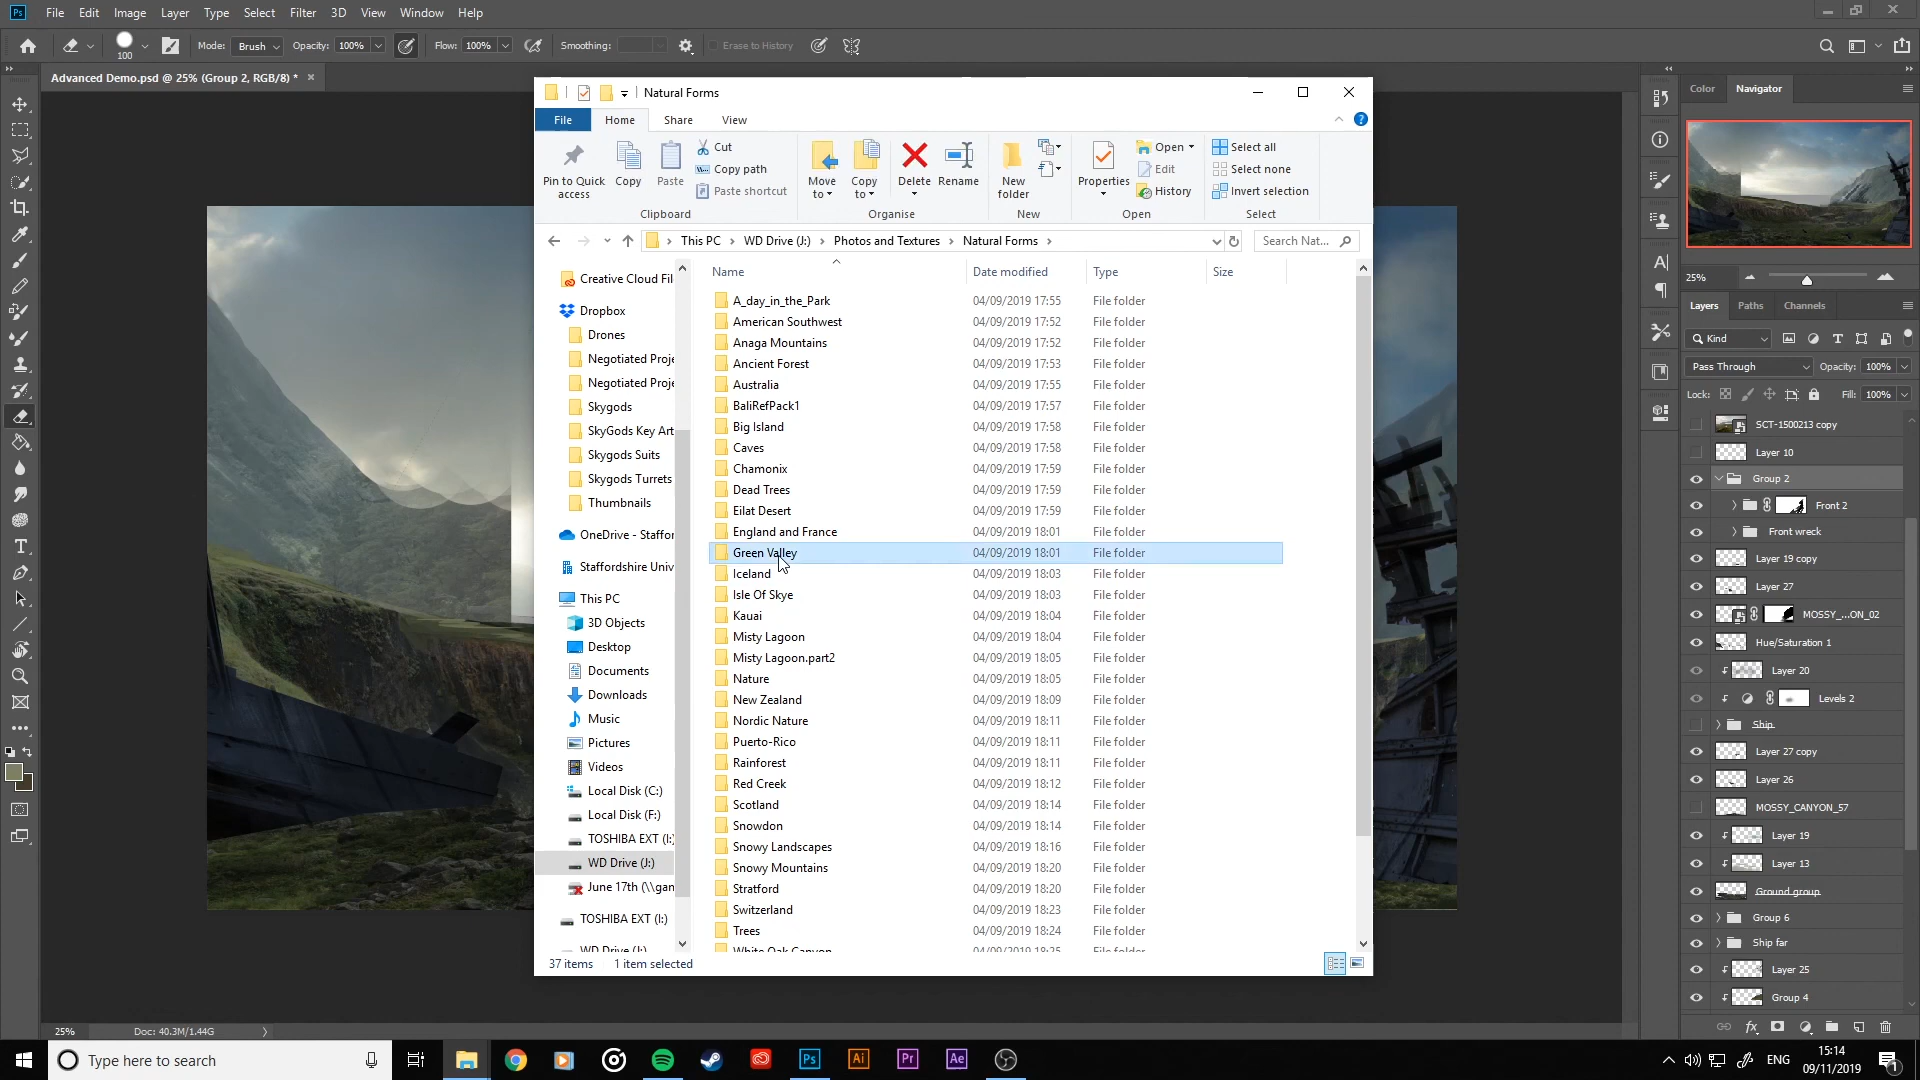 Ps File Edit Image Layer Type Select Filter 3D View Window Help
100 Mode: Brush Opacity: 100% Flow: 100% Smoothing: Erase to History
Advanced Demo.psd @ 25% (Group 2, RGB/8) *
Natural Forms
File Home Share View
Pin to Quick access
Copy
Paste
Cut
Copy path
Paste shortcut
Clipboard
Move to
Copy to
Delete
Rename
Organise
New folder
New
Properties
Open
Edit
History
Open
Select all
Select none
Invert selection
Select
This PC > WD Drive (J:) > Photos and Textures > Natural Forms >
Search Nat...
Creative Cloud Fil
Dropbox
Drones
Negotiated Proje
Negotiated Proje
Skygods
SkyGods Key Art
Skygods Suits
Skygods Turrets
Thumbnails
OneDrive - Staffor
Staffordshire Univ
This PC
3D Objects
Desktop
Documents
Downloads
Music
Pictures
Videos
Local Disk (C:)
Local Disk (F:)
TOSHIBA EXT (I:)
WD Drive (J:)
June 17th (\\gan
TOSHIBA EXT (I:)
WD Drive (J:)
Name Date modified Type Size
A_day_in_the_Park 04/09/2019 17:55 File folder
American Southwest 04/09/2019 17:52 File folder
Anaga Mountains 04/09/2019 17:52 File folder
Ancient Forest 04/09/2019 17:53 File folder
Australia 04/09/2019 17:55 File folder
BaliRefPack1 04/09/2019 17:57 File folder
Big Island 04/09/2019 17:58 File folder
Caves 04/09/2019 17:58 File folder
Chamonix 04/09/2019 17:59 File folder
Dead Trees 04/09/2019 17:59 File folder
Eilat Desert 04/09/2019 17:59 File folder
England and France 04/09/2019 18:01 File folder
Green Valley 04/09/2019 18:01 File folder
Iceland 04/09/2019 18:03 File folder
Isle Of Skye 04/09/2019 18:03 File folder
Kauai 04/09/2019 18:04 File folder
Misty Lagoon 04/09/2019 18:04 File folder
Misty Lagoon.part2 04/09/2019 18:05 File folder
Nature 04/09/2019 18:05 File folder
New Zealand 04/09/2019 18:09 File folder
Nordic Nature 04/09/2019 18:11 File folder
Puerto-Rico 04/09/2019 18:11 File folder
Rainforest 04/09/2019 18:11 File folder
Red Creek 04/09/2019 18:12 File folder
Scotland 04/09/2019 18:14 File folder
Snowdon 04/09/2019 18:14 File folder
Snowy Landscapes 04/09/2019 18:16 File folder
Snowy Mountains 04/09/2019 18:20 File folder
Stratford 04/09/2019 18:20 File folder
Switzerland 04/09/2019 18:23 File folder
Trees 04/09/2019 18:24 File folder
White Oak Canyon 04/09/2019 18:25 File folder
37 items 1 item selected
Color Navigator
25%
Layers Paths Channels
Kind
Pass Through Opacity: 100%
Lock: Fill: 100%
SCT-1500213 copy
Layer 10
Group 2
Front 2
Front wreck
Layer 19 copy
Layer 27
MOSSY_...ON_02
Hue/Saturation 1
Layer 20
Levels 2
Ship
Layer 27 copy
Layer 26
MOSSY_CANYON_57
Layer 19
Layer 13
Ground group
Group 6
Ship far
Layer 25
Group 4
25% Doc: 40.3M/1.44G
Type here to search
Ps Ai Pr Ae
ENG
15:14
09/11/2019
1